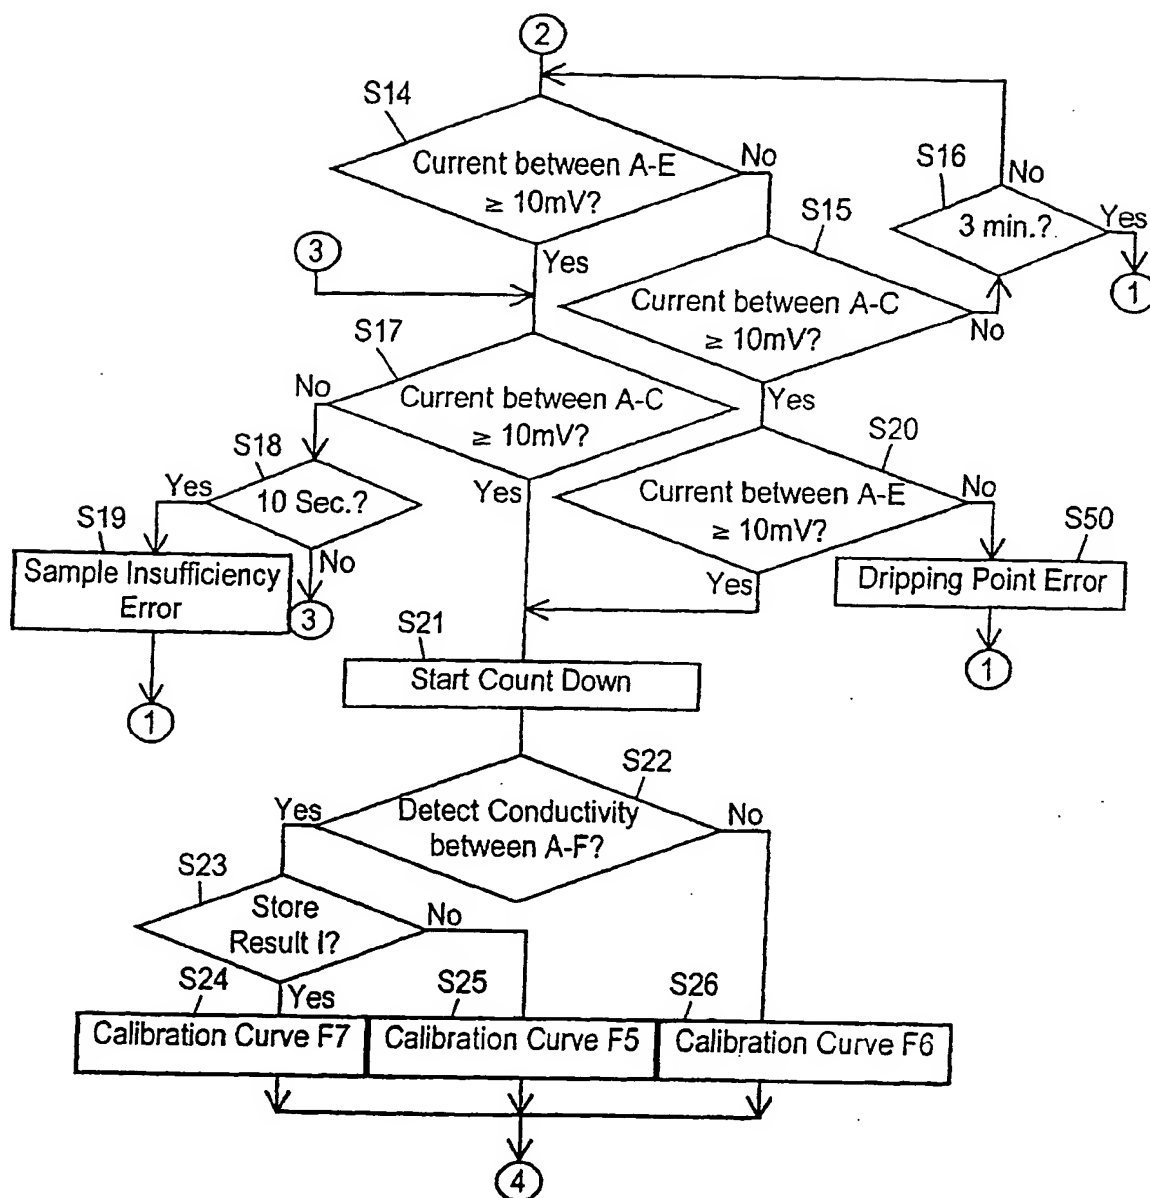 2
S14
Current between A-E
≥ 10mV?
No
Yes
S16
3 min.?
No
Yes
1
3
S15
Current between A-C
≥ 10mV?
No
Yes
S17
Current between A-C
≥ 10mV?
No
Yes
S18
10 Sec.?
Yes
No
3
S19
Sample Insufficiency
Error
1
S20
Current between A-E
≥ 10mV?
No
Yes
S50
Dripping Point Error
1
S21
Start Count Down
S22
Detect Conductivity
between A-F?
Yes
No
S23
Store
Result I?
No
Yes
S24
Calibration Curve F7
S25
Calibration Curve F5
S26
Calibration Curve F6
4